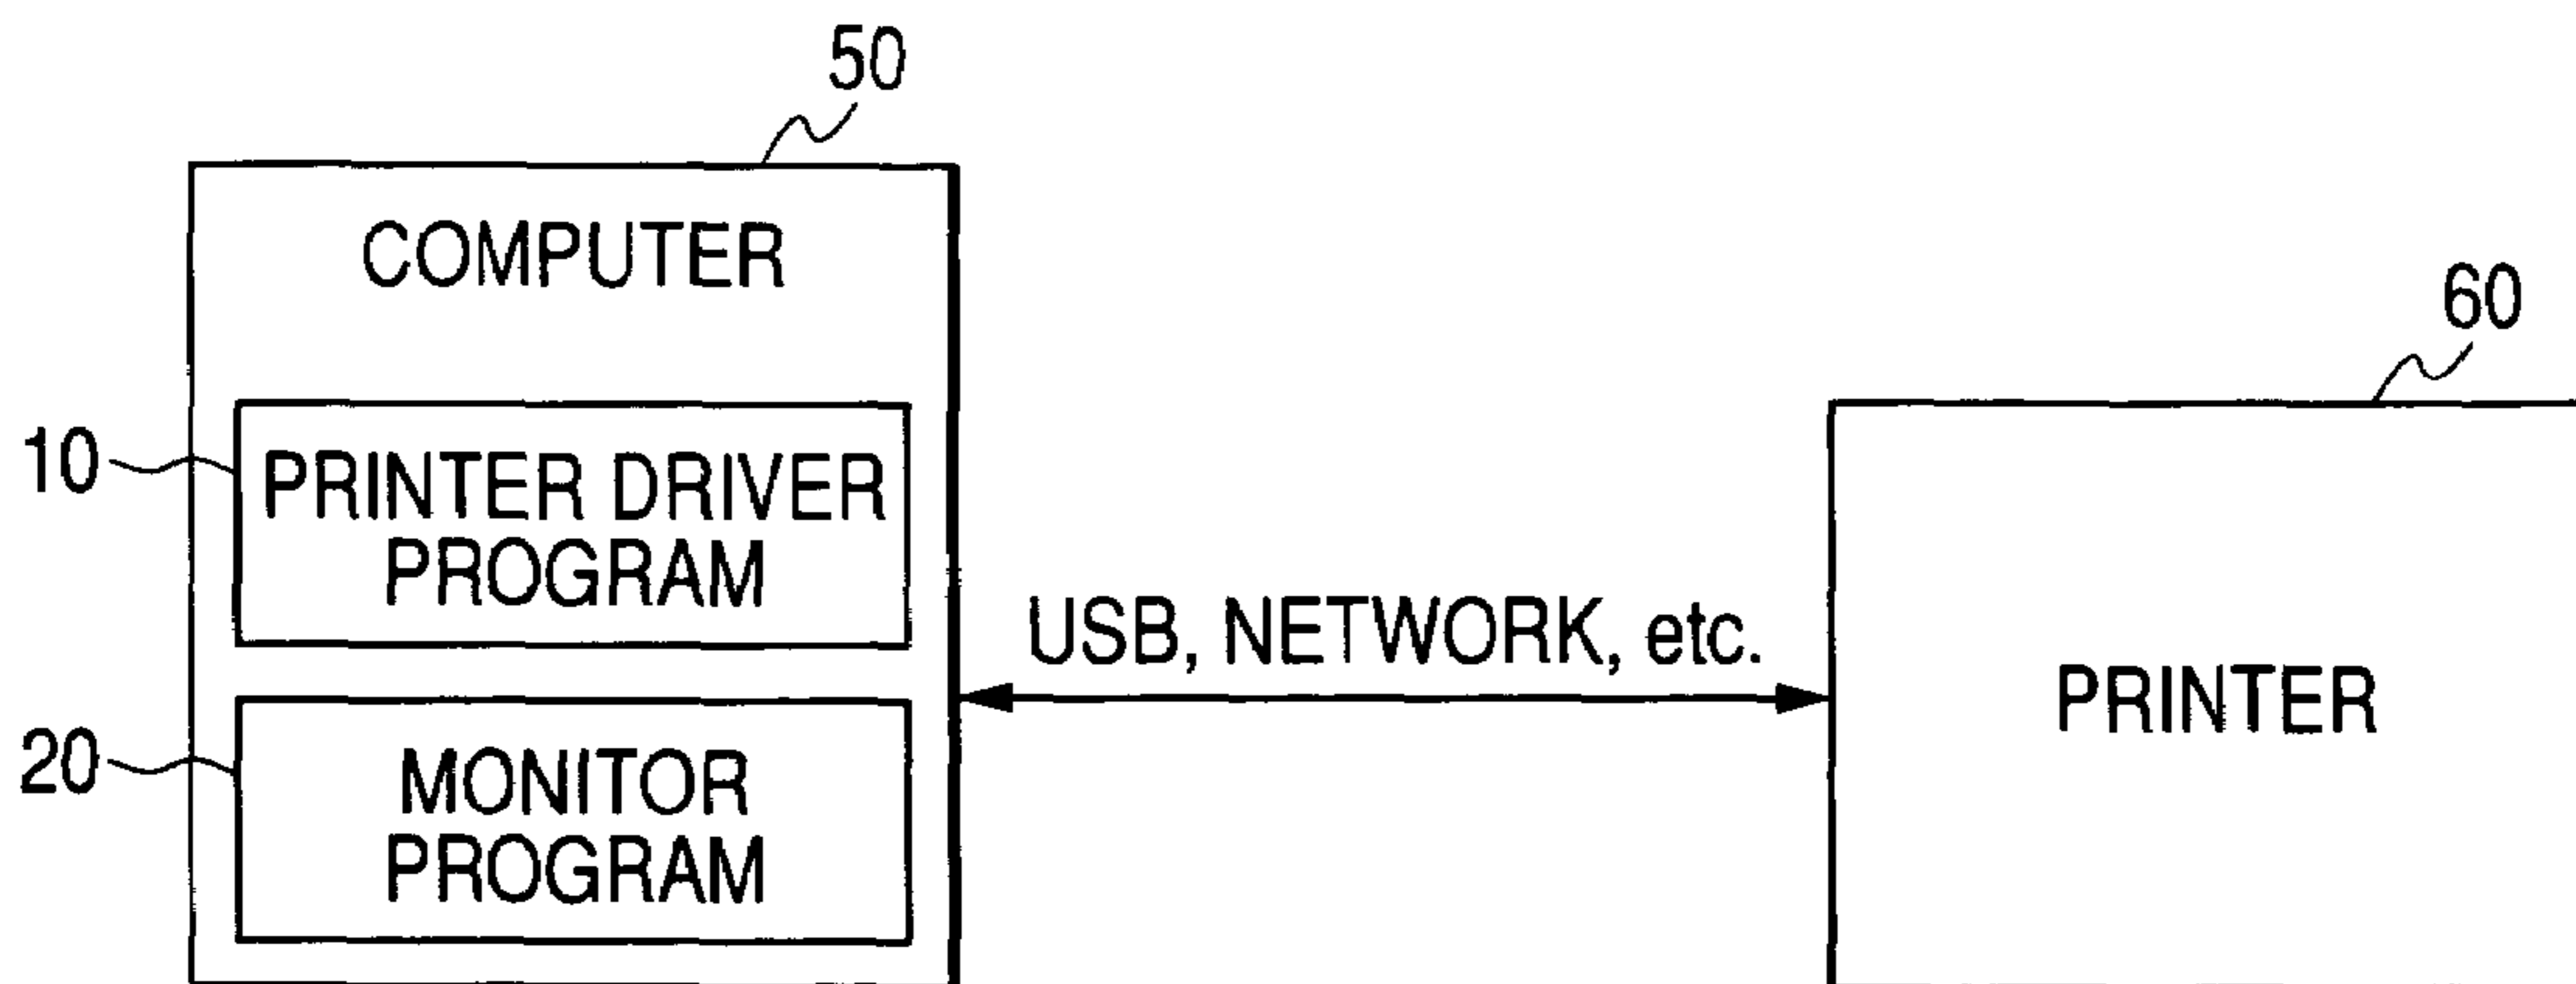 50
COMPUTER
60
10
PRINTER DRIVER
PROGRAM
USB, NETWORK, etc.
PRINTER
20
MONITOR
PROGRAM